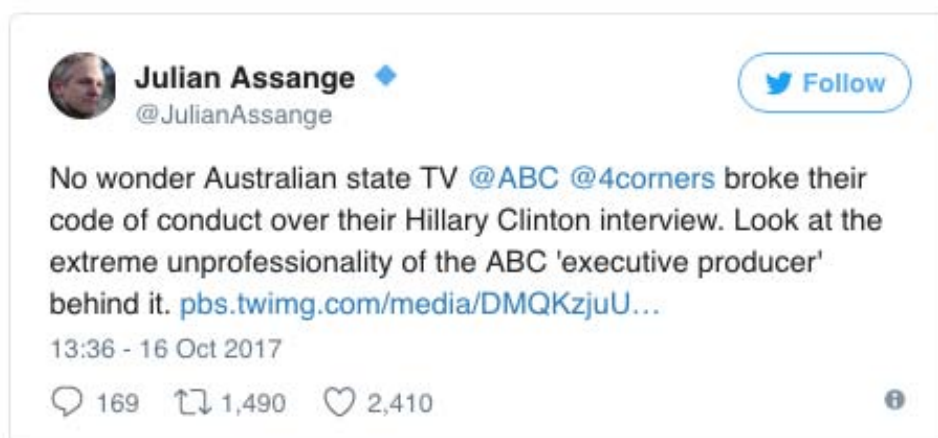 Julian Assange
Follow
@JulianAssange
No wonder Australian state TV @ABC @4corners broke their
code of conduct over their Hillary Clinton interview. Look at the
extreme unprofessionality of the ABC 'executive producer'
behind it. pbs.twimg.com/media/DMQKzjuU...
13:36 - 16 Oct 2017
169 1,490 2,410